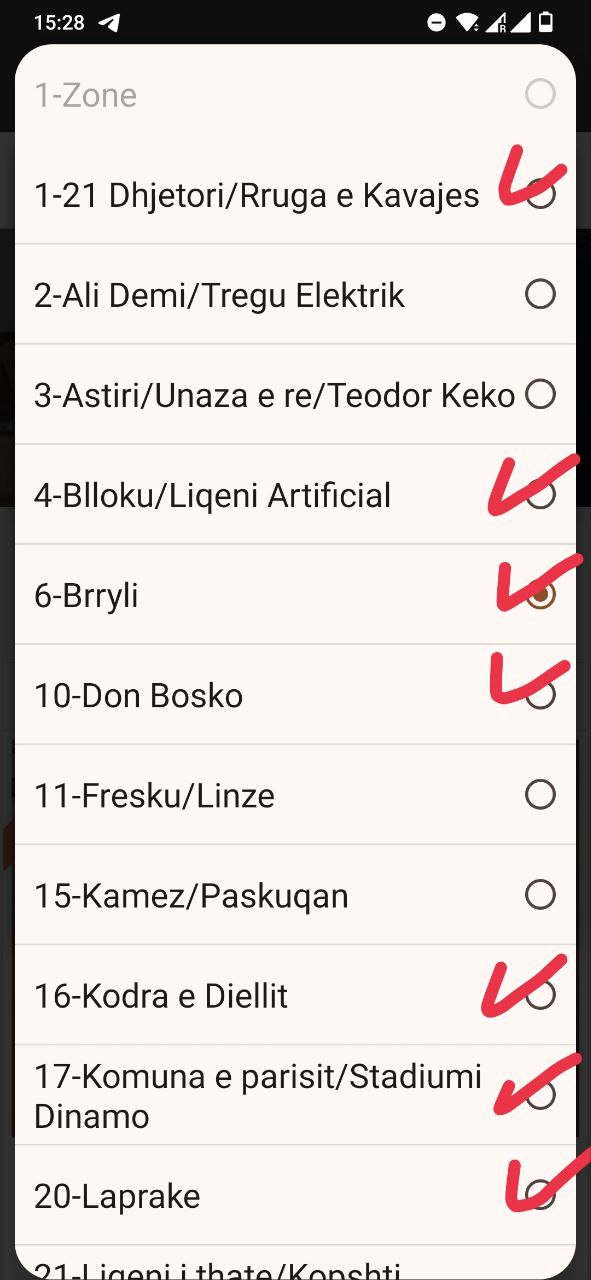 15:28
R
1-Zone
1-21 Dhjetori/Rruga e Kavajes
2-Ali Demi/Tregu Elektrik
3-Astiri/Unaza e re/Teodor Keko
4-Blloku/Liqeni Artificial
6-Brryli
10-Don Bosko
11-Fresku/Linze
15-Kamez/Paskuqan
16-Kodra e Diellit
17-Komuna e parisit/Stadiumi
Dinamo
20-Laprake
21-Liqeni i thate/Kopshti